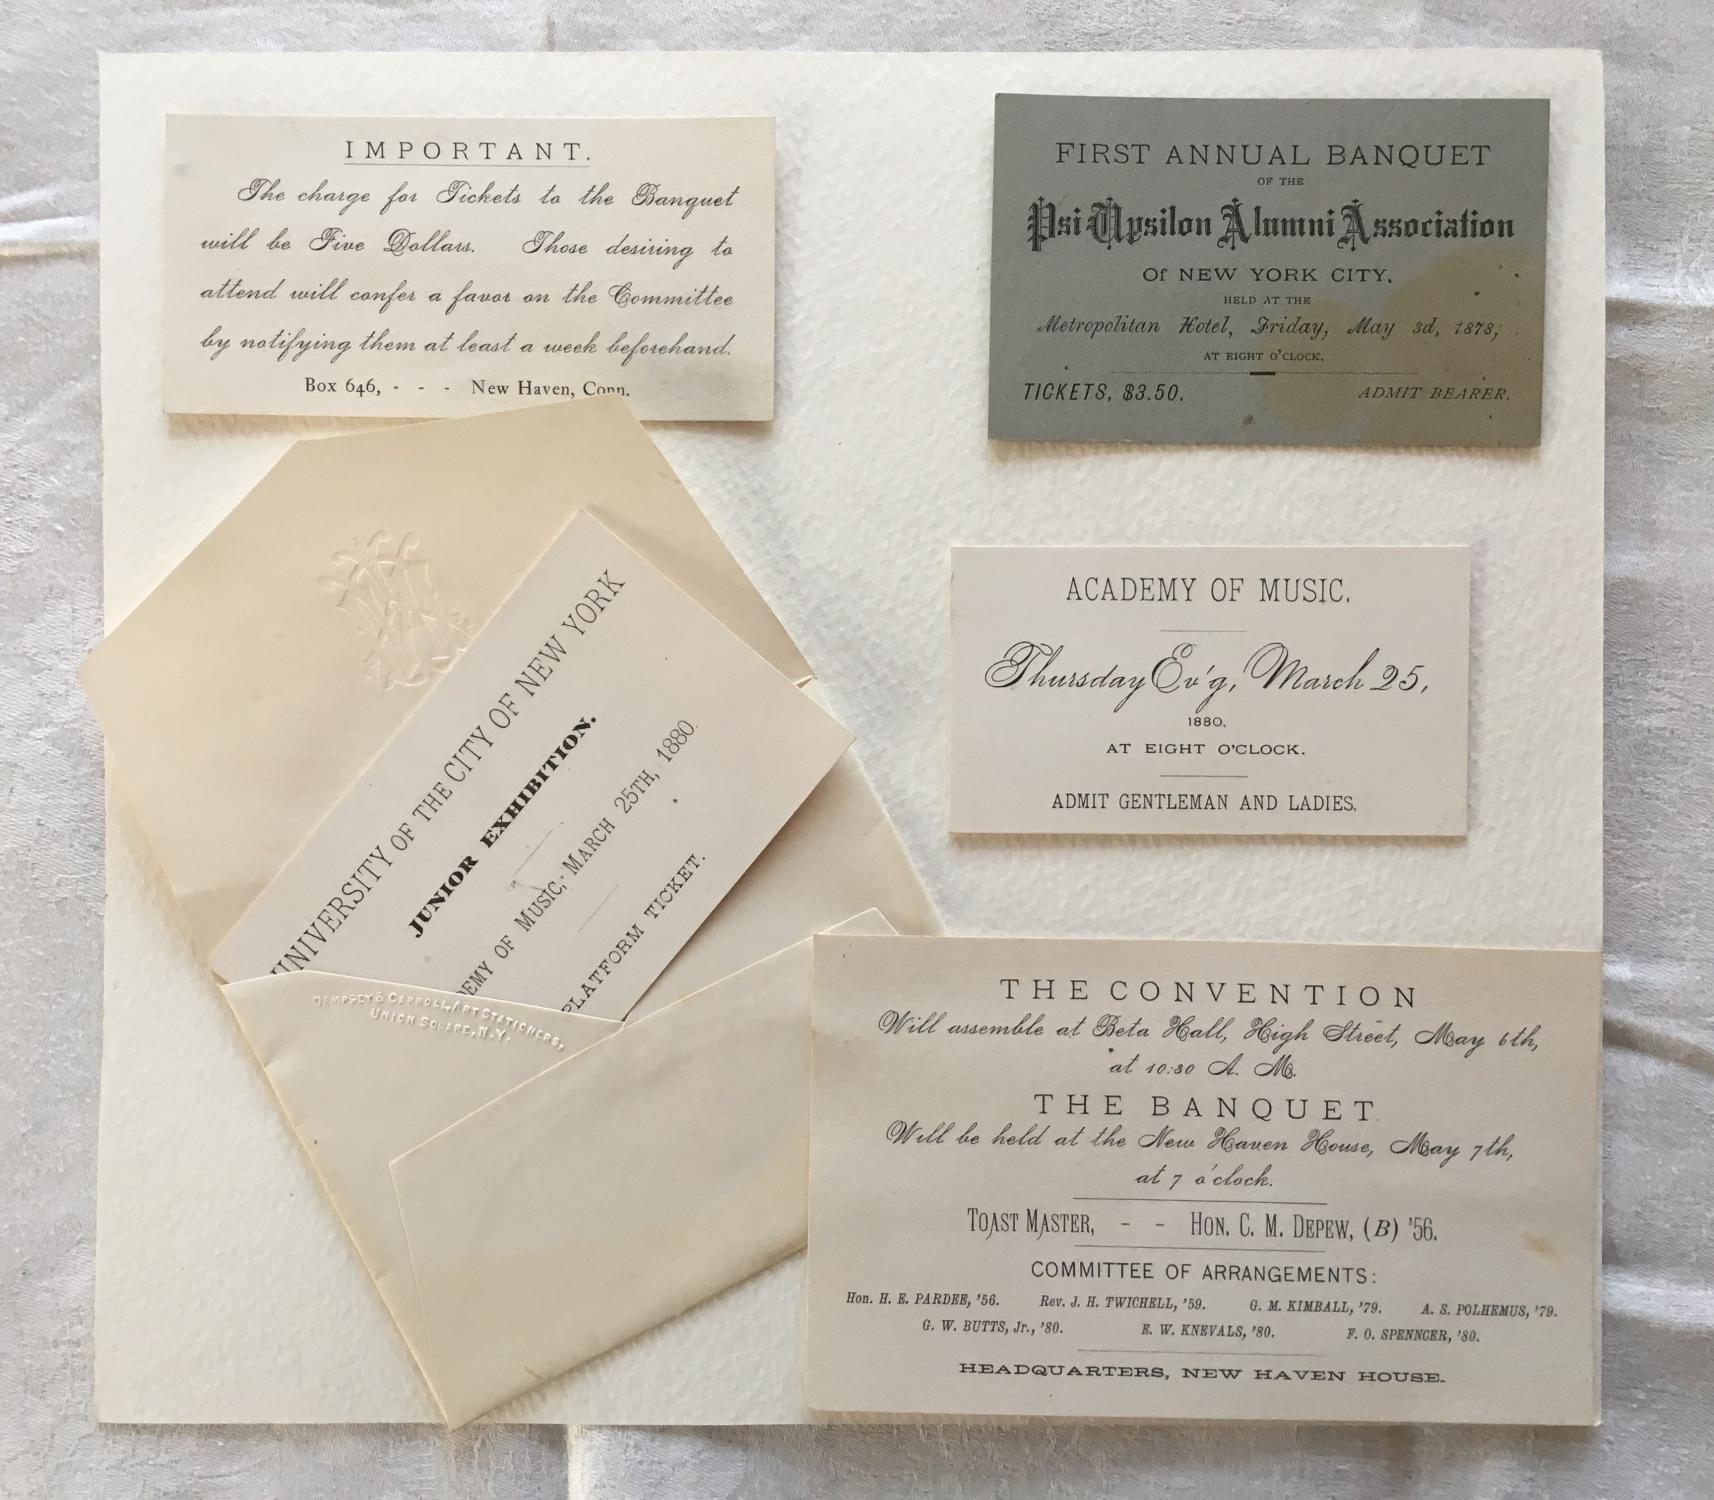 IMPORTANT.
The charge for Tickets to the Banquet
will be Five Dollars. Those desiring to
attend will confer a favor on the Committee
by notifying them at least a week beforehand.
Box 646, - - - New Haven, Conn.
FIRST ANNUAL BANQUET
OF THE
Psi Upsilon Alumni Association
Of NEW YORK CITY,
HELD AT THE
Metropolitan Hotel, Friday, May 3d, 1878,
AT EIGHT O'CLOCK.
TICKETS, $3.50. ADMIT BEARER.
UNIVERSITY OF THE CITY OF NEW YORK
JUNIOR EXHIBITION.
DEMY OF MUSIC, MARCH 25TH, 1880.
PLATFORM TICKET.
DEMPSEY & CARROLL, ART STATIONERS,
UNION SQUARE, N.Y.
ACADEMY OF MUSIC.
Thursday Ev'g, March 25,
1880,
AT EIGHT O'CLOCK.
ADMIT GENTLEMAN AND LADIES.
THE CONVENTION
Will assemble at Beta Hall, High Street, May 6th,
at 10:30 A. M.
THE BANQUET
Will be held at the New Haven House, May 7th,
at 7 o'clock.
TOAST MASTER, - - HON. C. M. DEPEW, (B) '56.
COMMITTEE OF ARRANGEMENTS:
Hon. H. E. PARDEE, '56. Rev. J. H. TWICHELL, '59. G. M. KIMBALL, '79. A. S. POLHEMUS, '79.
G. W. BUTTS, Jr., '80. E. W. KNEVALS, '80. F. O. SPENNCER, '80.
HEADQUARTERS, NEW HAVEN HOUSE.